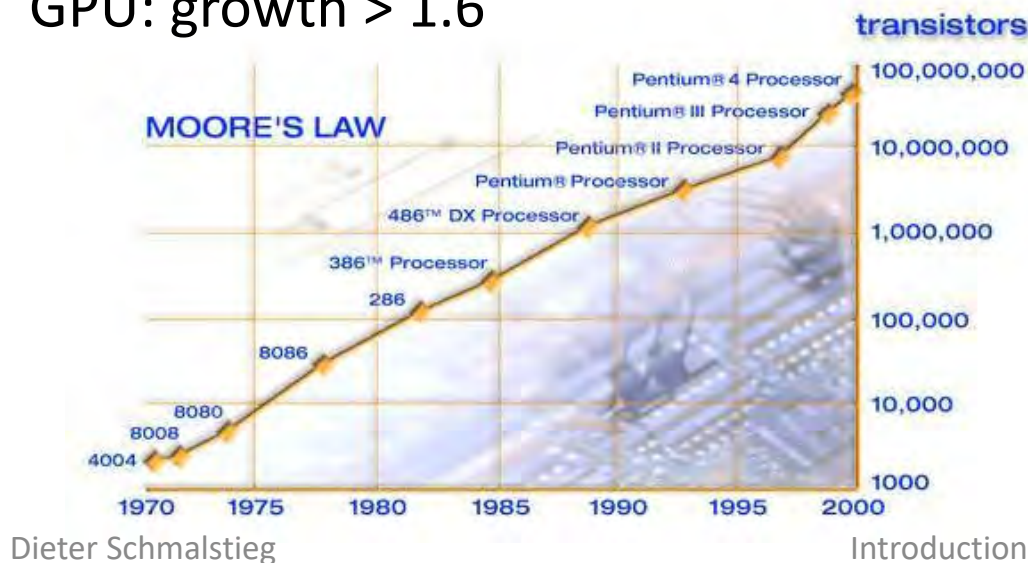 GPU: growth > 1.6
transistors
MOORE'S LAW
Pentium® 4 Processor
100,000,000
Pentium® III Processor
Pentium® II Processor
10,000,000
Pentium® Processor
486™ DX Processor
1,000,000
386™ Processor
286
100,000
8086
8080
10,000
8008
4004
1000
1970 1975 1980 1985 1990 1995 2000
Dieter Schmalstieg Introduction